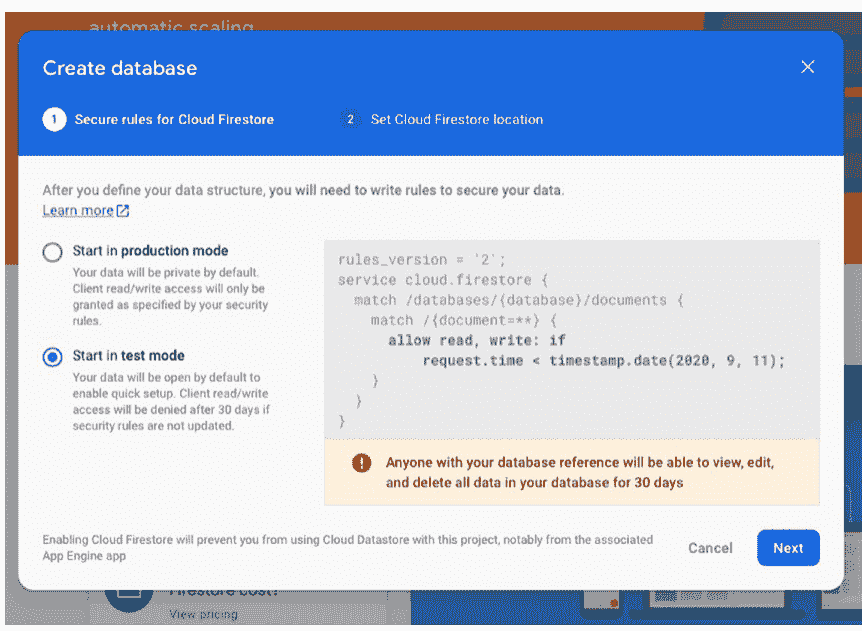 automatic scaling
Create database
1 Secure rules for Cloud Firestore
2 Set Cloud Firestore location
After you define your data structure, you will need to write rules to secure your data.
Learn more
Start in production mode
Your data will be private by default.
Client read/write access will only be
granted as specified by your security
rules.
Start in test mode
Your data will be open by default to
enable quick setup. Client read/write
access will be denied after 30 days if
security rules are not updated.
rules_version = '2';
service cloud.firestore {
match /databases/{database}/documents {
match /{document=**} {
allow read, write: if
request.time < timestamp.date(2020, 9, 11);
}
}
}
Anyone with your database reference will be able to view, edit,
and delete all data in your database for 30 days
Enabling Cloud Firestore will prevent you from using Cloud Datastore with this project, notably from the associated
App Engine app
Cancel
Next
Firestore cost?
View pricing